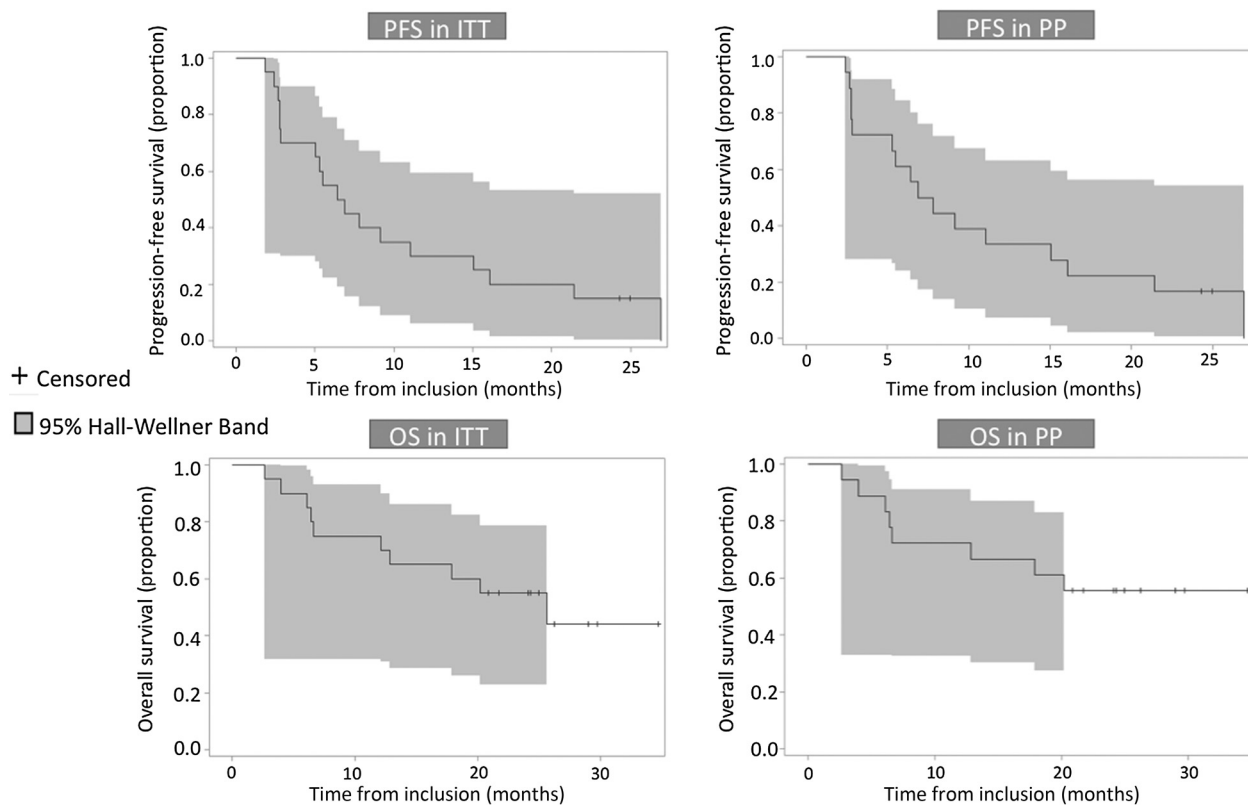 PFS in ITT
Progression-free survival (proportion)
1.0
0.8
0.6
0.4
0.2
0.0
0 5 10 15 20 25
Time from inclusion (months)
PFS in PP
Progression-free survival (proportion)
1.0
0.8
0.6
0.4
0.2
0.0
0 5 10 15 20 25
Time from inclusion (months)
+ Censored
95% Hall-Wellner Band
OS in ITT
Overall survival (proportion)
1.0
0.8
0.6
0.4
0.2
0.0
0 10 20 30
Time from inclusion (months)
OS in PP
Overall survival (proportion)
1.0
0.8
0.6
0.4
0.2
0.0
0 10 20 30
Time from inclusion (months)